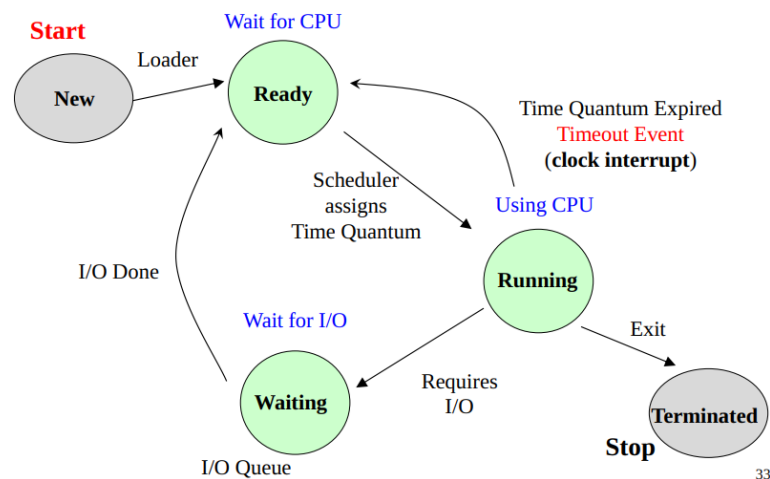 Start
Wait for CPU
Loader
New
Ready
Time Quantum Expired
Timeout Event
(clock interrupt)
Scheduler
assigns
Time Quantum
Using CPU
I/O Done
Running
Wait for I/O
Exit
Requires
I/O
Waiting
Terminated
Stop
I/O Queue
33